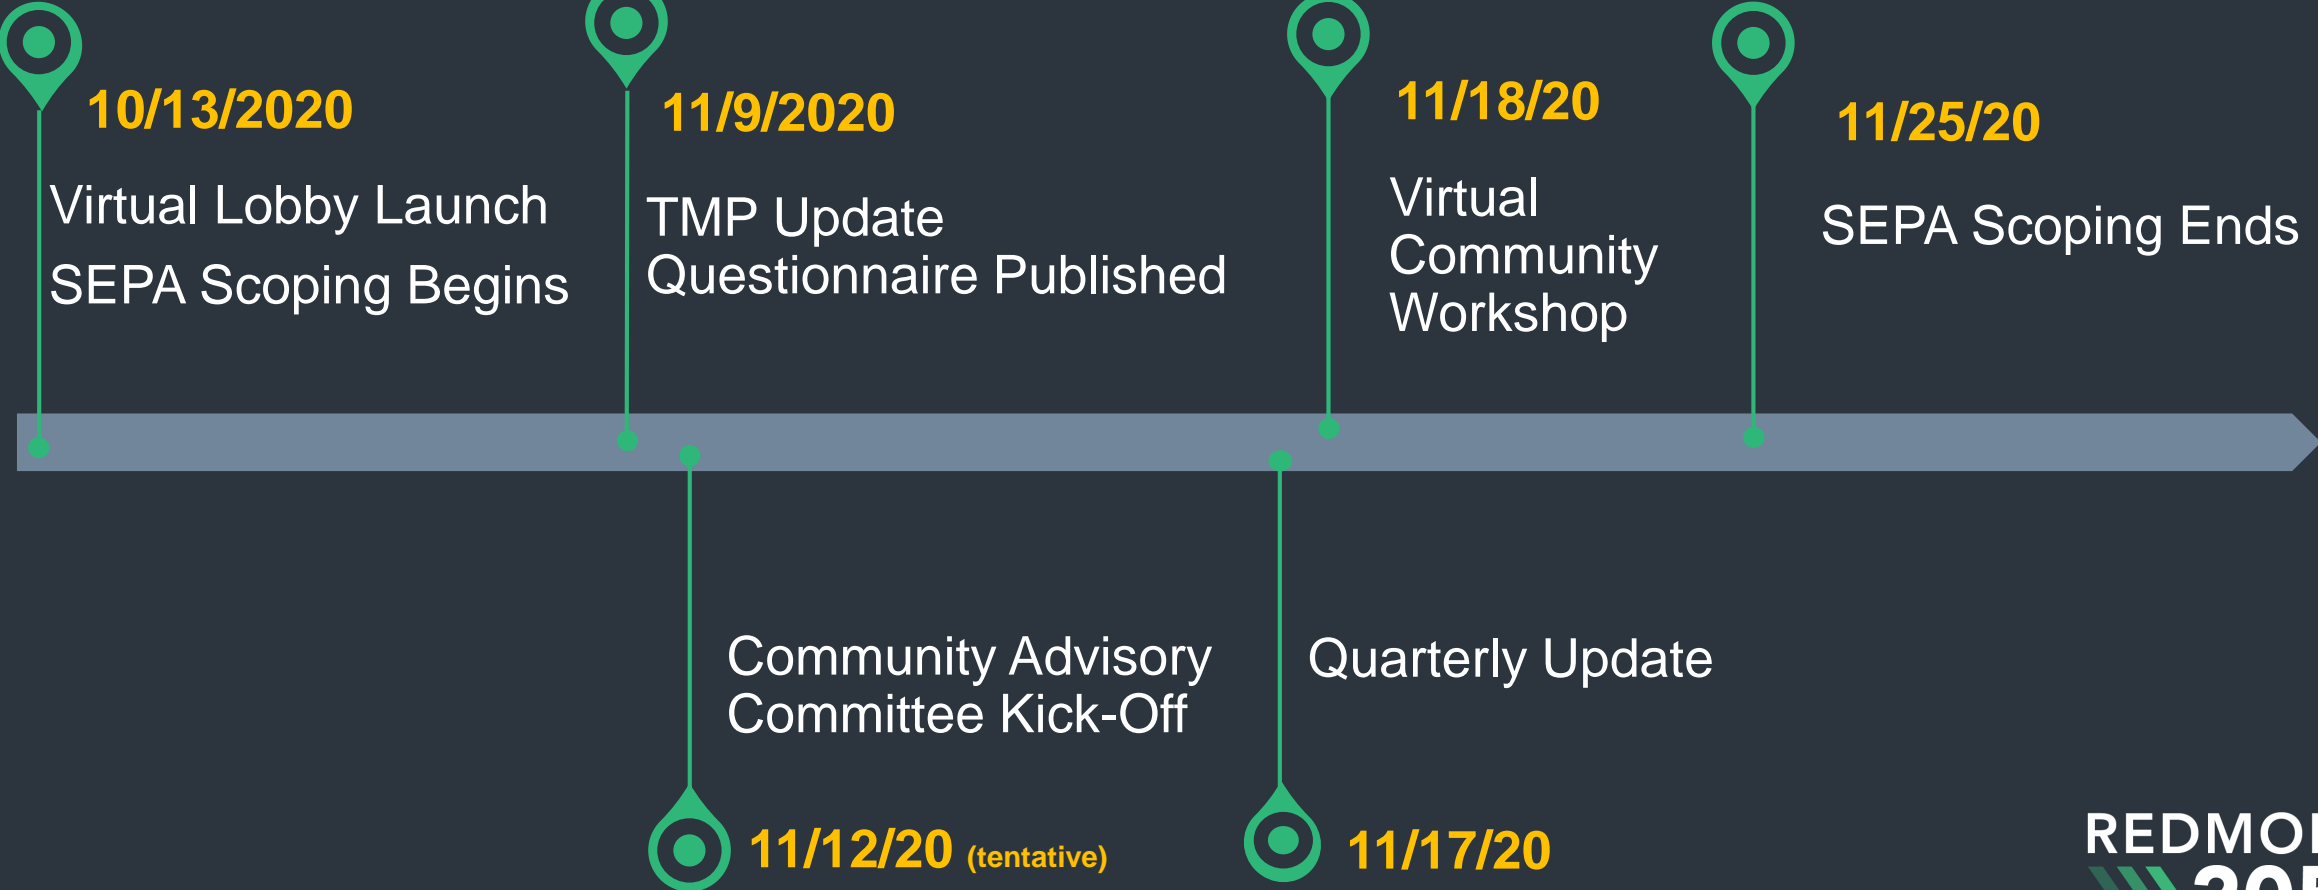 10/13/2020
Virtual Lobby Launch
SEPA Scoping Begins
11/9/2020
TMP Update
Questionnaire Published
11/18/20
Virtual
Community
Workshop
11/25/20
SEPA Scoping Ends
Community Advisory
Committee Kick-Off
11/12/20 (tentative)
Quarterly Update
11/17/20